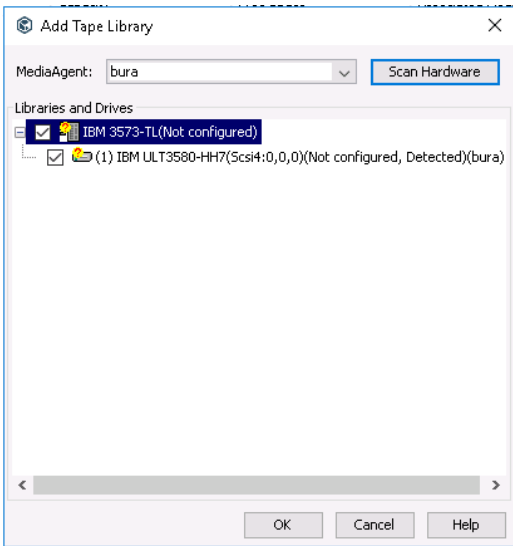 Add Tape Library
MediaAgent: bura Scan Hardware
Libraries and Drives
IBM 3573-TL(Not configured)
(1) IBM ULT3580-HH7(Scsi4:0,0,0)(Not configured, Detected)(bura)
OK Cancel Help